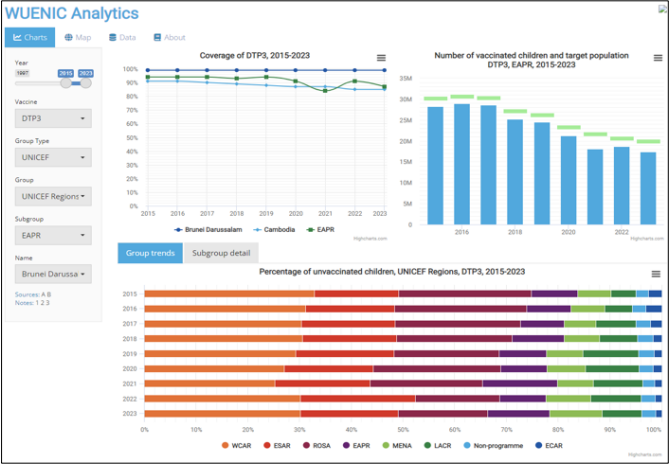 WUENIC Analytics
Charts
Map
Data
About
Year
1997
2015
2023
Vaccine
DTP3
Group Type
UNICEF
Group
UNICEF Regions
Subgroup
EAPR
Name
Brunei Darussa
Sources: A B
Notes: 1 2 3
Coverage of DTP3, 2015-2023
100%
90%
80%
70%
60%
50%
40%
30%
20%
10%
0%
2015 2016 2017 2018 2019 2020 2021 2022 2023
Brunei Darussalam Cambodia EAPR
Highcharts.com
Number of vaccinated children and target population
DTP3, EAPR, 2015-2023
35M
30M
25M
20M
15M
10M
5M
0M
2016 2018 2020 2022
Highcharts.com
Group trends
Subgroup detail
Percentage of unvaccinated children, UNICEF Regions, DTP3, 2015-2023
2015
2016
2017
2018
2019
2020
2021
2022
2023
0% 10% 20% 30% 40% 50% 60% 70% 80% 90% 100%
WCAR ESAR ROSA EAPR MENA LACR Non-programme ECAR
Highcharts.com